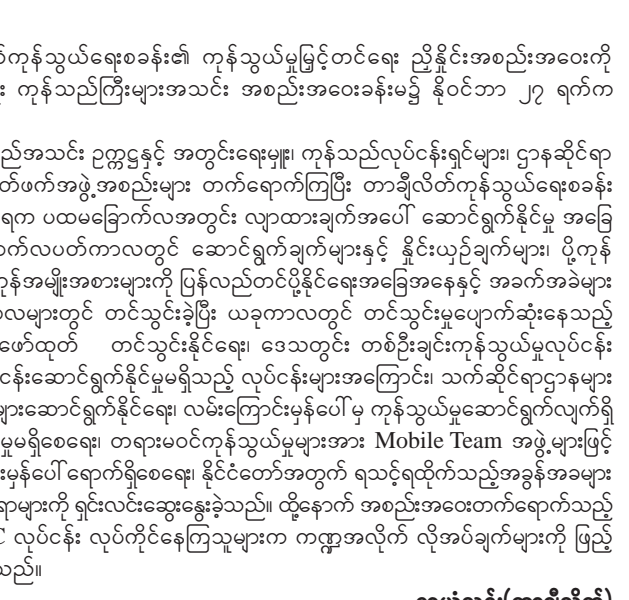 ကုန်သွယ်ရေးစခန်း၏ ကုန်သွယ်မှုမြှင့်တင်ရေး ညှိနှိုင်းအစည်းအဝေးကို
ကုန်သည်ကြီးများအသင်း အစည်းအဝေးခန်းမ၌ နိုဝင်ဘာ ၂၇ ရက်က
ည်အသင်း ဥက္ကဋ္ဌနှင့် အတွင်းရေးမှူး၊ ကုန်သည်လုပ်ငန်းရှင်များ၊ ဌာနဆိုင်ရာ
တ်ဖက်အဖွဲ့အစည်းများ တက်ရောက်ကြပြီး တာချီလိတ်ကုန်သွယ်ရေးစခန်း
ရက ပထမခြောက်လအတွင်း လျာထားချက်အပေါ် ဆောင်ရွက်နိုင်မှု အခြေ
က်လပတ်ကာလတွင် ဆောင်ရွက်ချက်များနှင့် နှိုင်းယှဉ်ချက်များ၊ ပို့ကုန်
ကုန်အမျိုးအစားများကို ပြန်လည်တင်ပို့နိုင်ရေးအခြေအနေနှင့် အခက်အခဲများ
လများတွင် တင်သွင်းခဲ့ပြီး ယခုကာလတွင် တင်သွင်းမှုပျောက်ဆုံးနေသည့်
ဖော်ထုတ် တင်သွင်းနိုင်ရေး၊ ဒေသတွင်း တစ်ဦးချင်းကုန်သွယ်မှုလုပ်ငန်း
ငန်းဆောင်ရွက်နိုင်မှုမရှိသည့် လုပ်ငန်းများအကြောင်း၊ သက်ဆိုင်ရာဌာနများ
များဆောင်ရွက်နိုင်ရေး၊ လမ်းကြောင်းမှန်ပေါ်မှ ကုန်သွယ်မှုဆောင်ရွက်လျက်ရှိ
မှုမရှိစေရေး၊ တရားမဝင်ကုန်သွယ်မှုများအား Mobile Team အဖွဲ့များဖြင့်
းမှန်ပေါ်ရောက်ရှိစေရေး၊ နိုင်ငံတော်အတွက် ရသင့်ရထိုက်သည့်အခွန်အခများ
ရာများကို ရှင်းလင်းဆွေးနွေးခဲ့သည်။ ထို့နောက် အစည်းအဝေးတက်ရောက်သည့်
လုပ်ငန်း လုပ်ကိုင်နေကြသူများက ကဏ္ဍအလိုက် လိုအပ်ချက်များကို ဖြည့်
သည်။